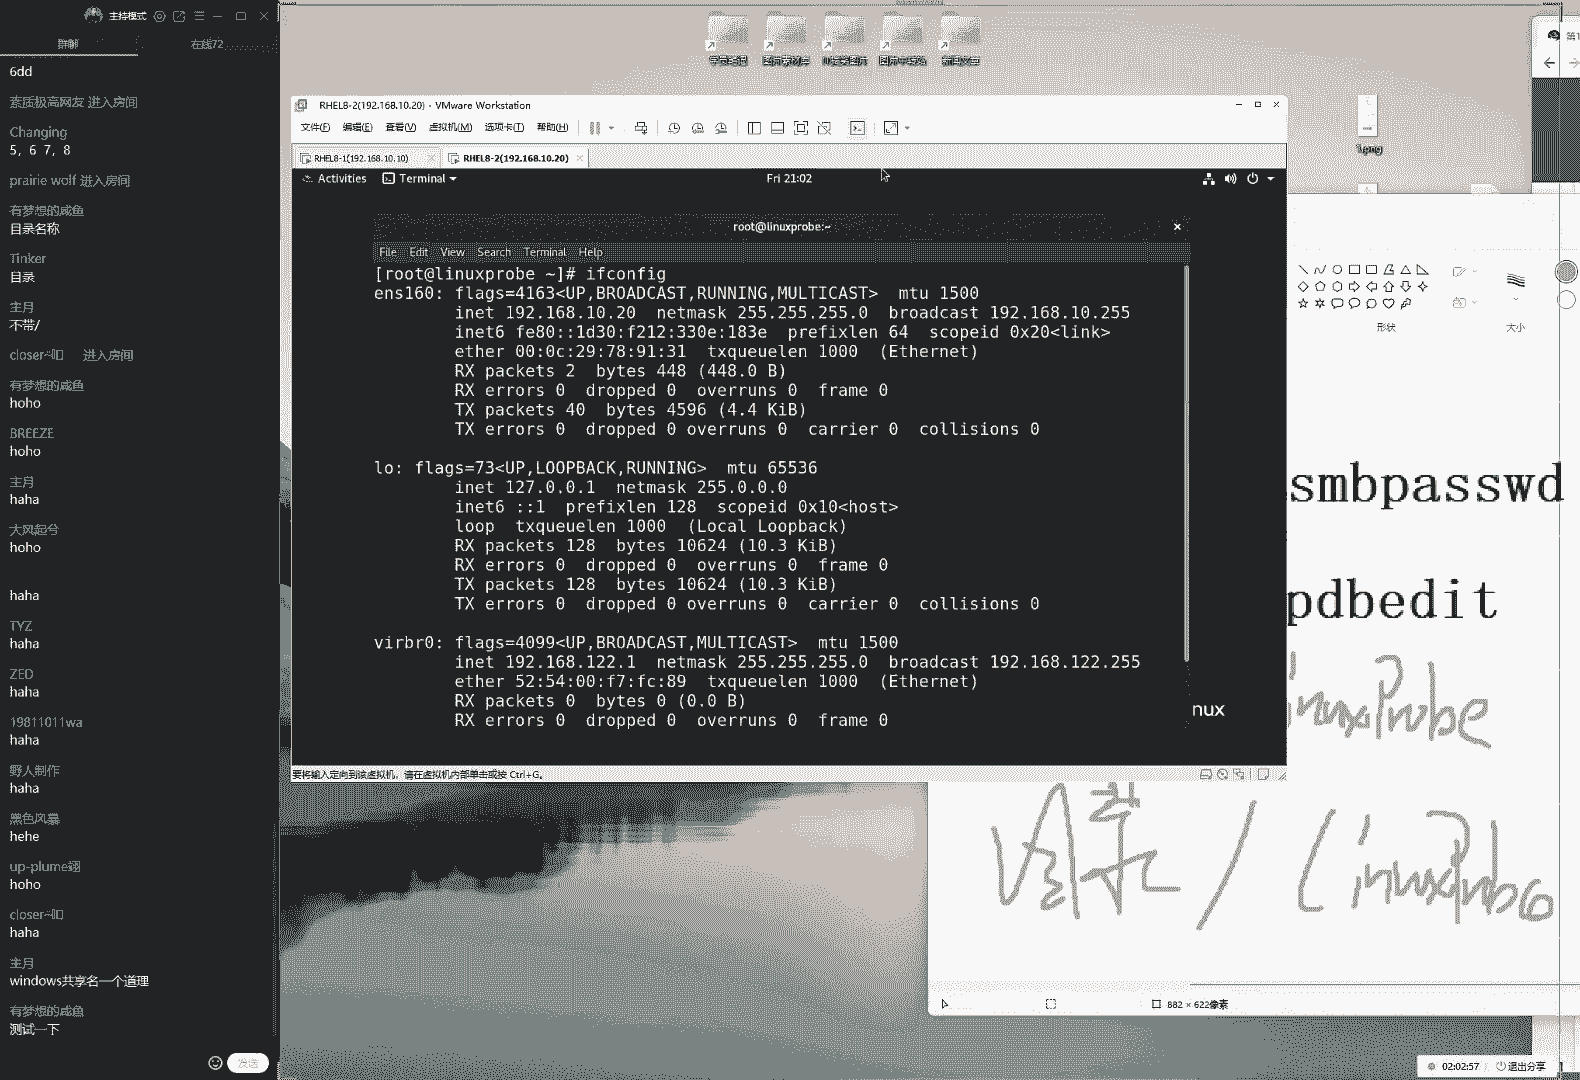 主持模式
群聊
在线72
6dd
素质极高网友 进入房间
Changing
5, 6 7, 8
prairie wolf 进入房间
有梦想的咸鱼
目录名称
Tinker
目录
主月
不带/
进入房间
有梦想的咸鱼
hoho
BREEZE
hoho
主月
haha
大风起兮
hoho
haha
TYZ
haha
ZED
haha
19811011wa
haha
野人制作
haha
黑色风暴
hehe
up-plume翊
hoho
haha
主月
windows共享名一个道理
有梦想的咸鱼
测试一下
发送
RHEL8-2(192.168.10.20) - VMware Workstation
文件(F) 编辑(E) 查看(V) 虚拟机(M) 选项卡(T) 帮助(H)
RHEL8-1(192.168.10.10)
RHEL8-2(192.168.10.20)
Activities Terminal Fri 21:02
root@linuxprobe:~
File Edit View Search Terminal Help
[root@linuxprobe ~]# ifconfig
ens160: flags=4163<UP,BROADCAST,RUNNING,MULTICAST> mtu 1500
inet 192.168.10.20 netmask 255.255.255.0 broadcast 192.168.10.255
inet6 fe80::1d30:f212:330e:183e prefixlen 64 scopeid 0x20<link>
ether 00:0c:29:78:91:31 txqueuelen 1000 (Ethernet)
RX packets 2 bytes 448 (448.0 B)
RX errors 0 dropped 0 overruns 0 frame 0
TX packets 40 bytes 4596 (4.4 KiB)
TX errors 0 dropped 0 overruns 0 carrier 0 collisions 0
lo: flags=73<UP,LOOPBACK,RUNNING> mtu 65536
inet 127.0.0.1 netmask 255.0.0.0
inet6 ::1 prefixlen 128 scopeid 0x10<host>
loop txqueuelen 1000 (Local Loopback)
RX packets 128 bytes 10624 (10.3 KiB)
RX errors 0 dropped 0 overruns 0 frame 0
TX packets 128 bytes 10624 (10.3 KiB)
TX errors 0 dropped 0 overruns 0 carrier 0 collisions 0
virbr0: flags=4099<UP,BROADCAST,MULTICAST> mtu 1500
inet 192.168.122.1 netmask 255.255.255.0 broadcast 192.168.122.255
ether 52:54:00:f7:fc:89 txqueuelen 1000 (Ethernet)
RX packets 0 bytes 0 (0.0 B)
RX errors 0 dropped 0 overruns 0 frame 0
nux
要将输入定向到该虚拟机，请在虚拟机内部单击或按 Ctrl+G。
1.png
形状
大小
smbpasswd
pdbedit
inuxProbe
/ LinuxProbe
882 × 622像素
02:02:57
退出分享